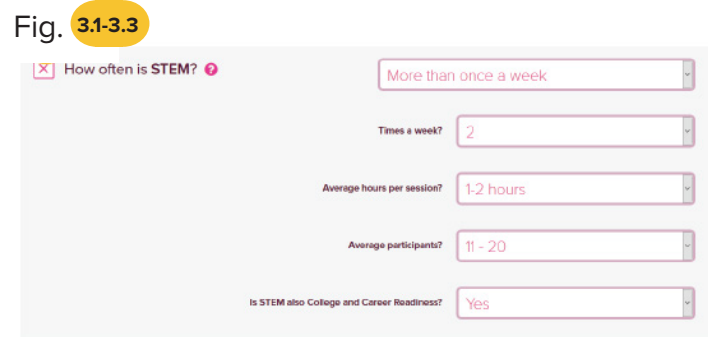 Fig. 3.1-3.3
How often is STEM? ? More than once a week
Times a week? 2
Average hours per session? 1-2 hours
Average participants? 11 - 20
Is STEM also College and Career Readiness? Yes